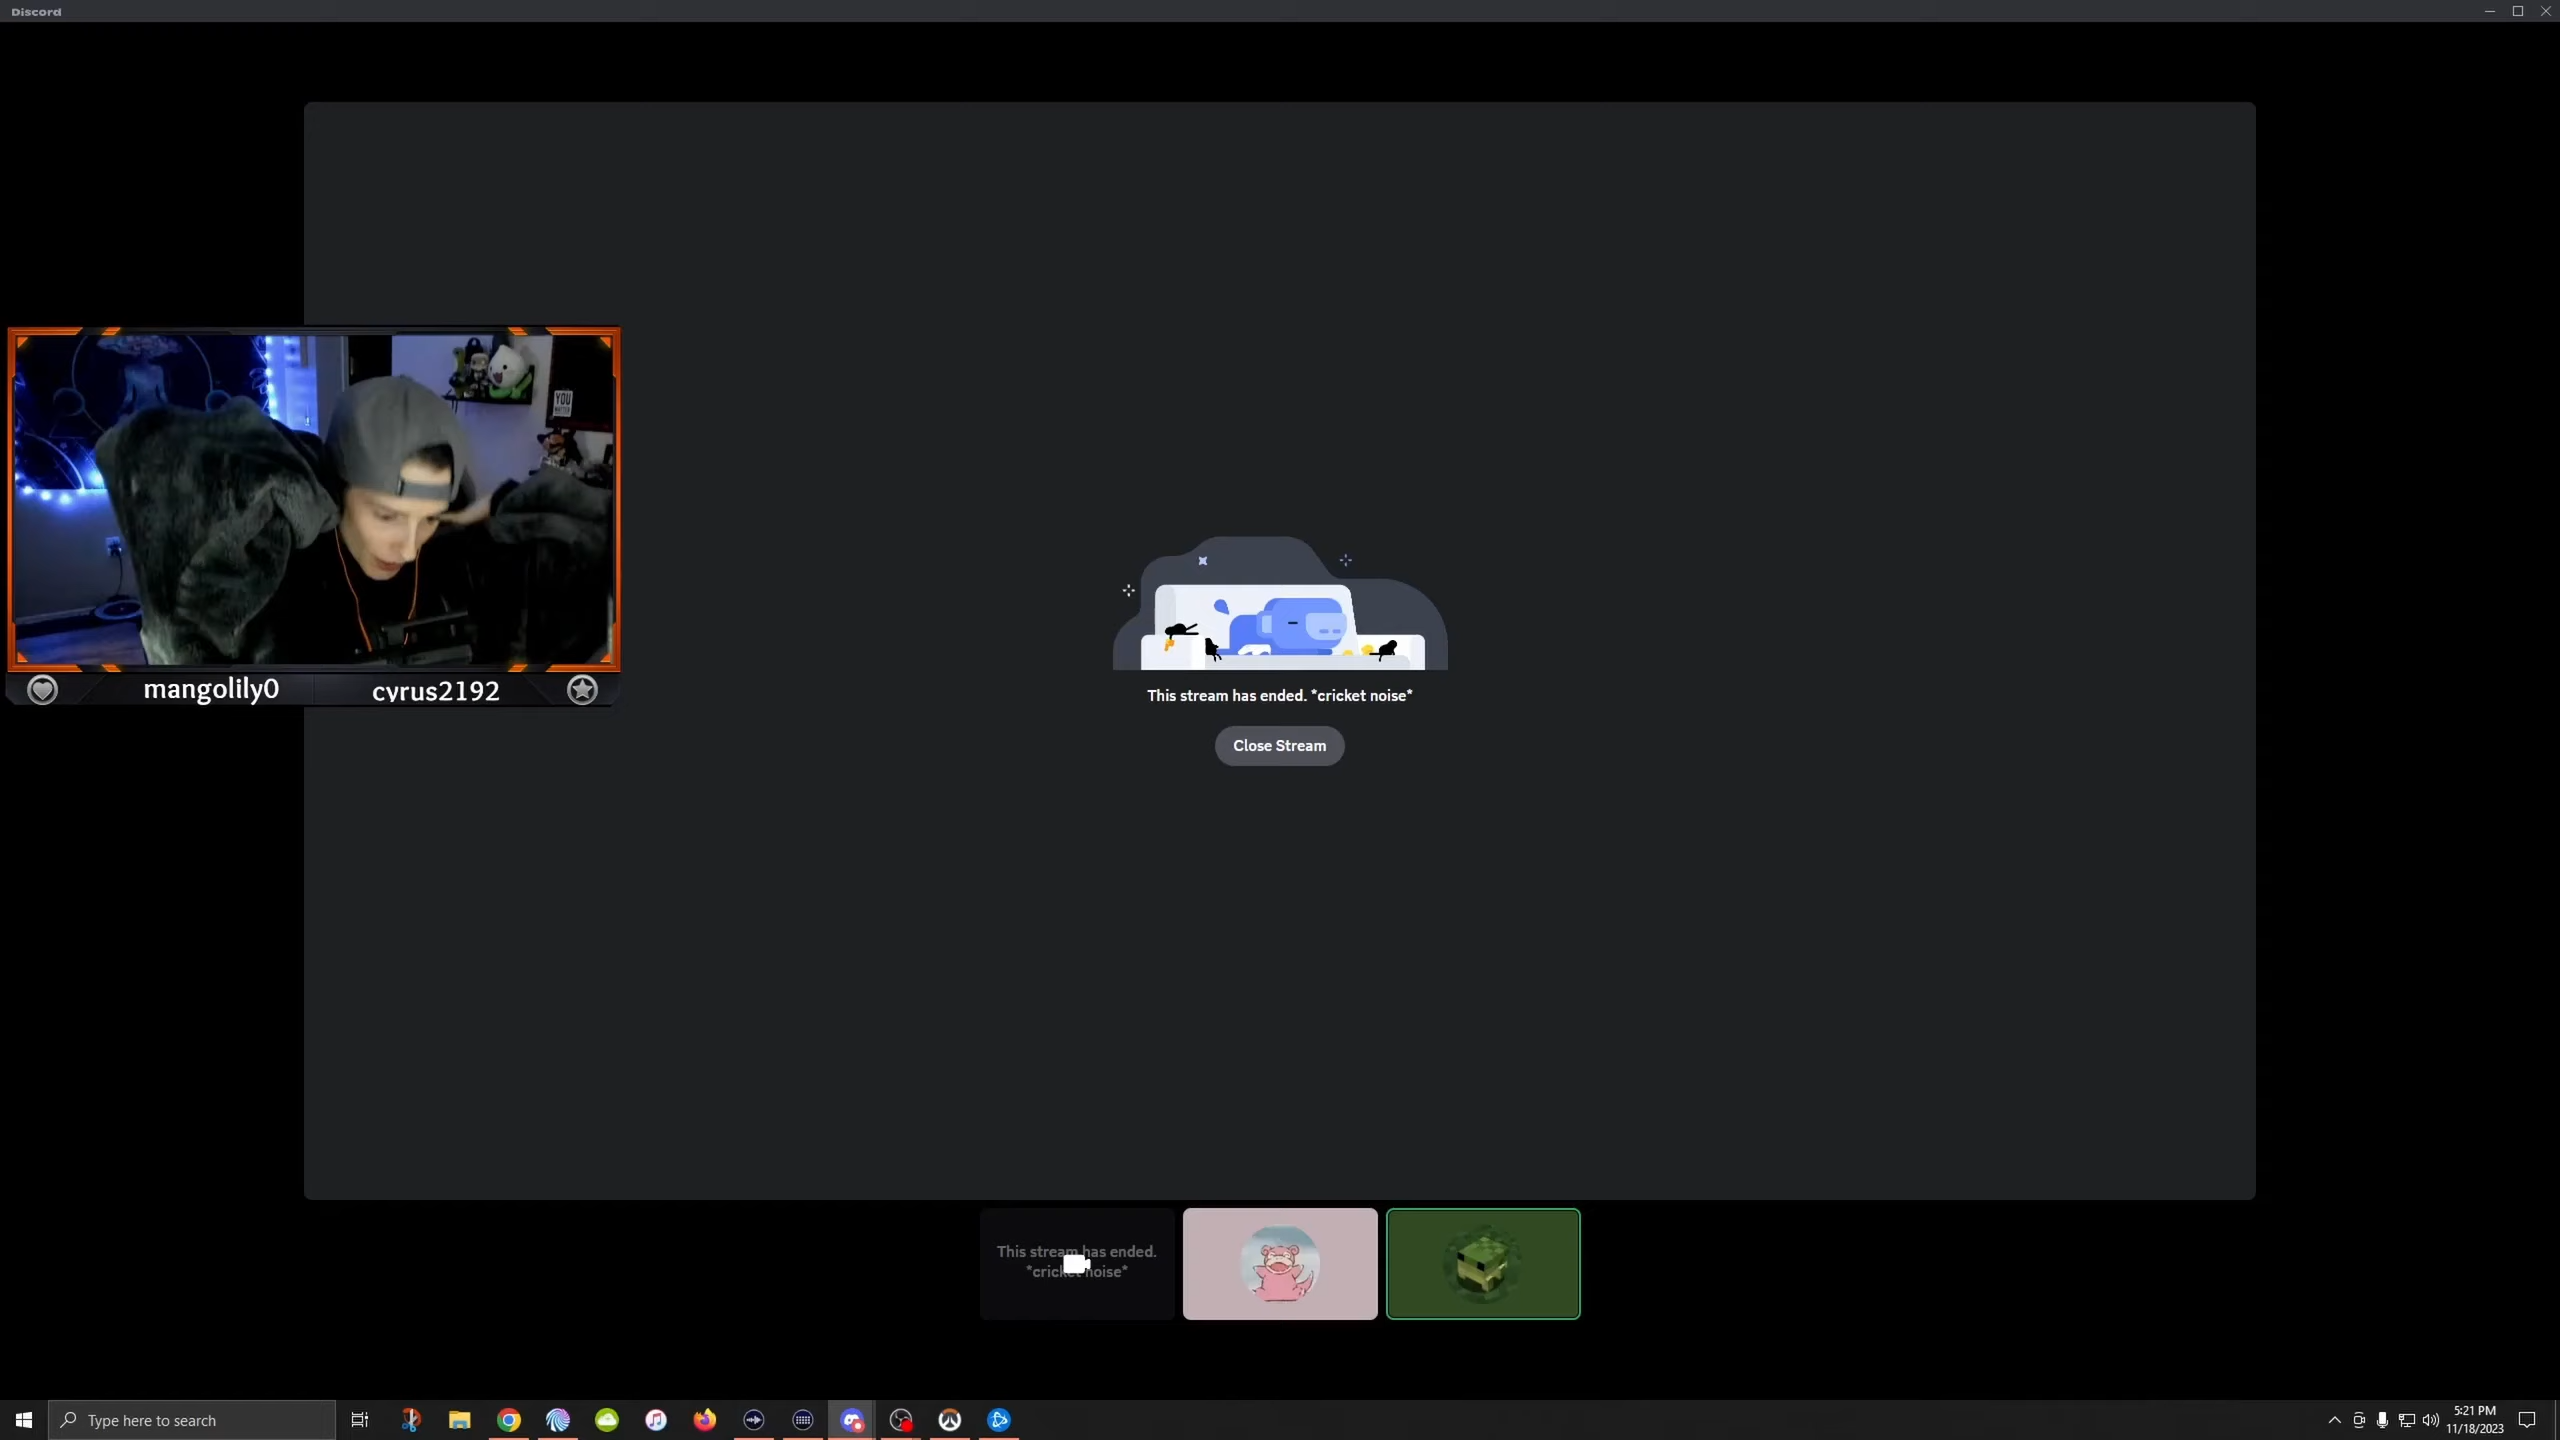 Discord
YOU
mangolily0
cyrus2192
This stream has ended. *cricket noise*
Close Stream
This stream has ended.
*cricket noise*
Type here to search
5:21 PM
11/18/2023